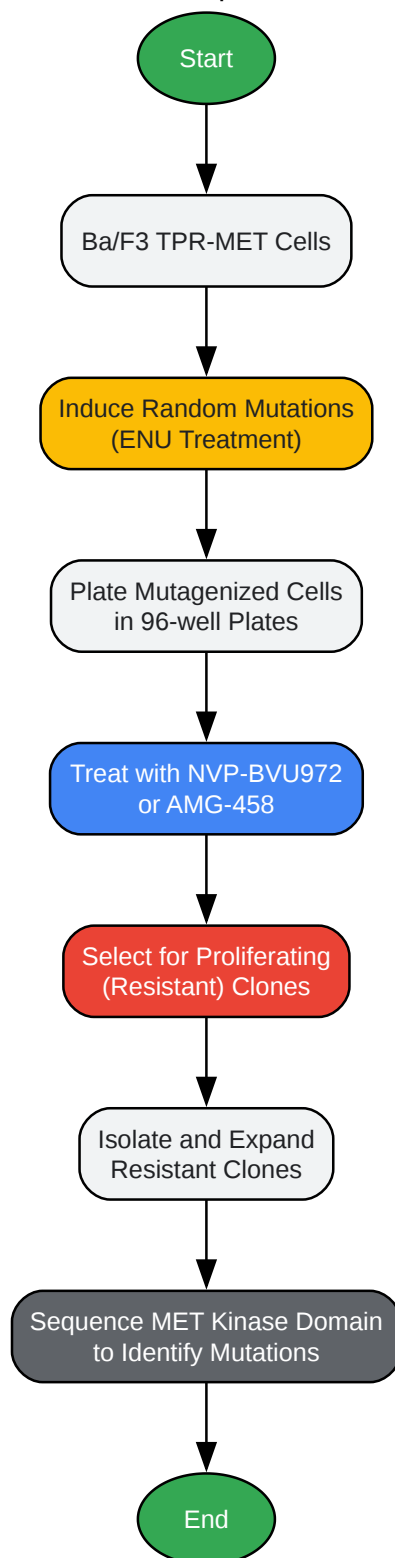 Start
Ba/F3 TPR-MET Cells
Induce Random Mutations
(ENU Treatment)
Plate Mutagenized Cells
in 96-well Plates
Treat with NVP-BVU972
or AMG-458
Select for Proliferating
(Resistant) Clones
Isolate and Expand
Resistant Clones
Sequence MET Kinase Domain
to Identify Mutations
End